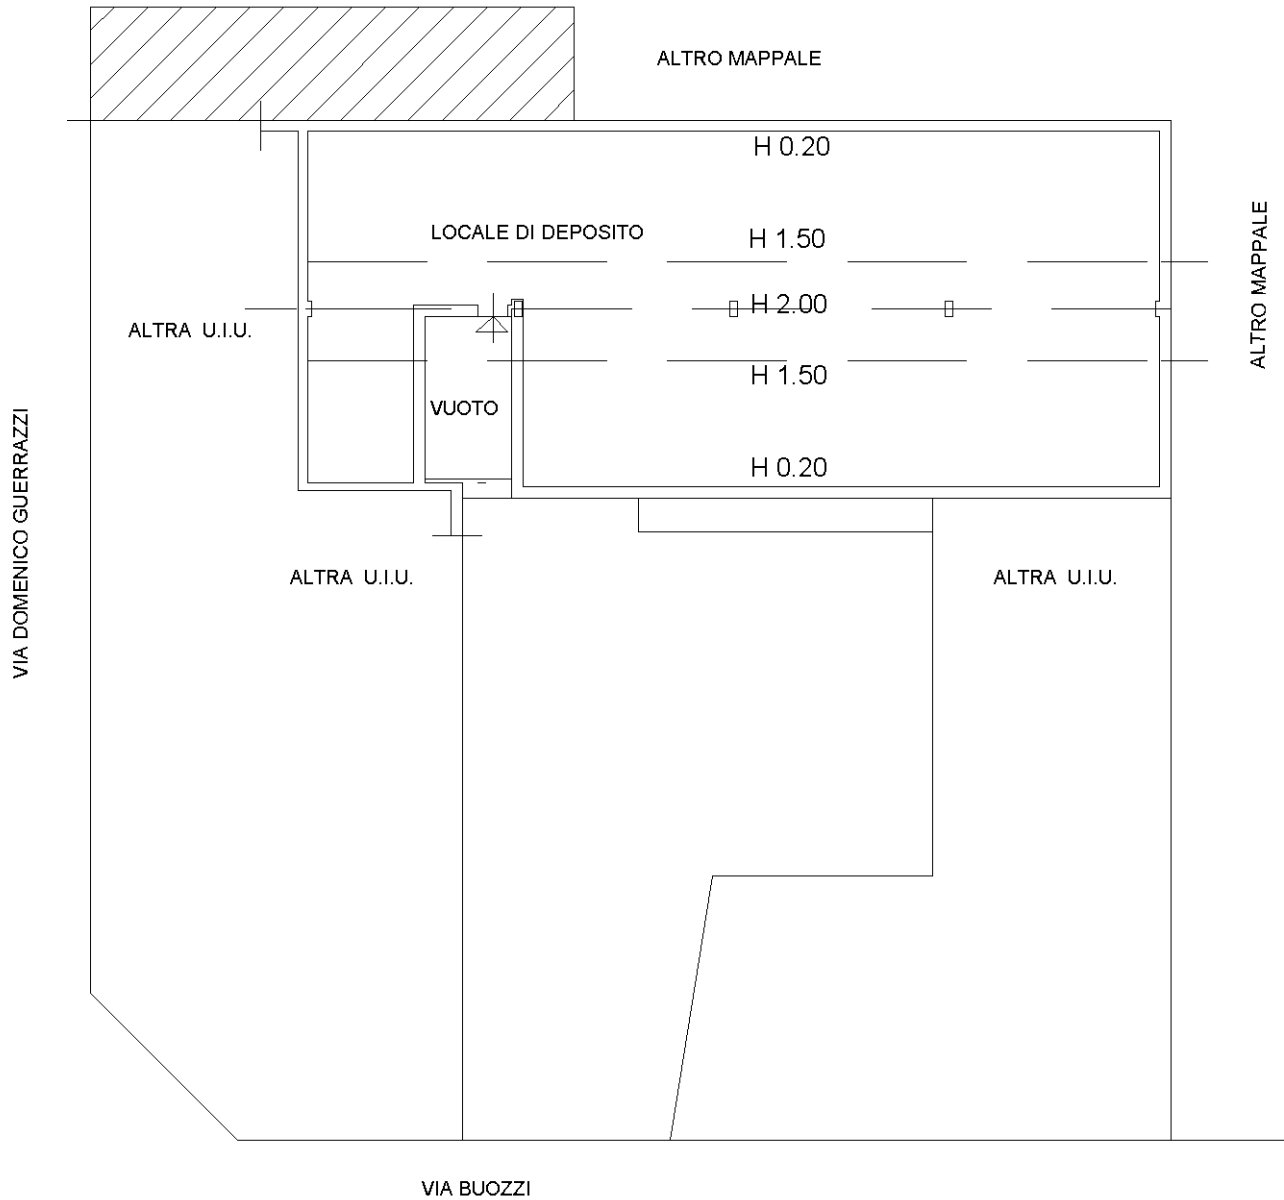 ALTRO MAPPALE
H 0.20
ALTRO MAPPALE
LOCALE DI DEPOSITO
H 1.50
H 2.00
ALTRA U.I.U.
H 1.50
VUOTO
VIA DOMENICO GUERRAZZI
H 0.20
ALTRA U.I.U.
ALTRA U.I.U.
VIA BUOZZI